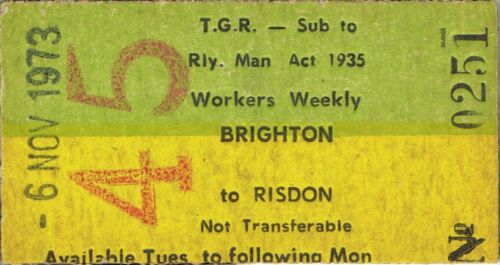 T.G.R. — Sub to
Rly. Man Act 1935
Workers Weekly
BRIGHTON
to RISDON
Not Transferable
Available Tues to following Mon
- 6 NOV 1973
45
№ 0251